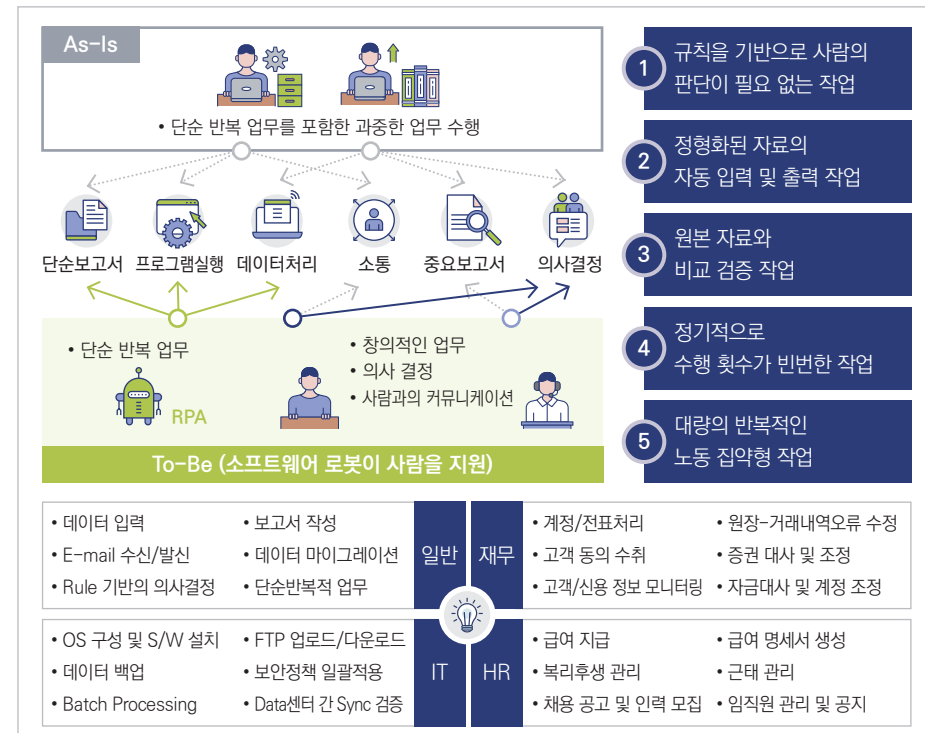 As-Is
• 단순 반복 업무를 포함한 과중한 업무 수행
단순보고서 프로그램실행 데이터처리 소통 중요보고서 의사결정
• 단순 반복 업무
RPA
• 창의적인 업무
• 의사 결정
• 사람과의 커뮤니케이션
To-Be (소프트웨어 로봇이 사람을 지원)
1
규칙을 기반으로 사람의
판단이 필요 없는 작업
2
정형화된 자료의
자동 입력 및 출력 작업
3
원본 자료와
비교 검증 작업
4
정기적으로
수행 횟수가 빈번한 작업
5
대량의 반복적인
노동 집약형 작업
일반
• 데이터 입력
• E-mail 수신/발신
• Rule 기반의 의사결정
• 보고서 작성
• 데이터 마이그레이션
• 단순반복적 업무
재무
• 계정/전표처리
• 고객 동의 수취
• 고객/신용 정보 모니터링
• 원장-거래내역오류 수정
• 증권 대사 및 조정
• 자금대사 및 계정 조정
IT
• OS 구성 및 S/W 설치
• 데이터 백업
• Batch Processing
• FTP 업로드/다운로드
• 보안정책 일괄적용
• Data센터 간 Sync 검증
HR
• 급여 지급
• 복리후생 관리
• 채용 공고 및 인력 모집
• 급여 명세서 생성
• 근태 관리
• 임직원 관리 및 공지